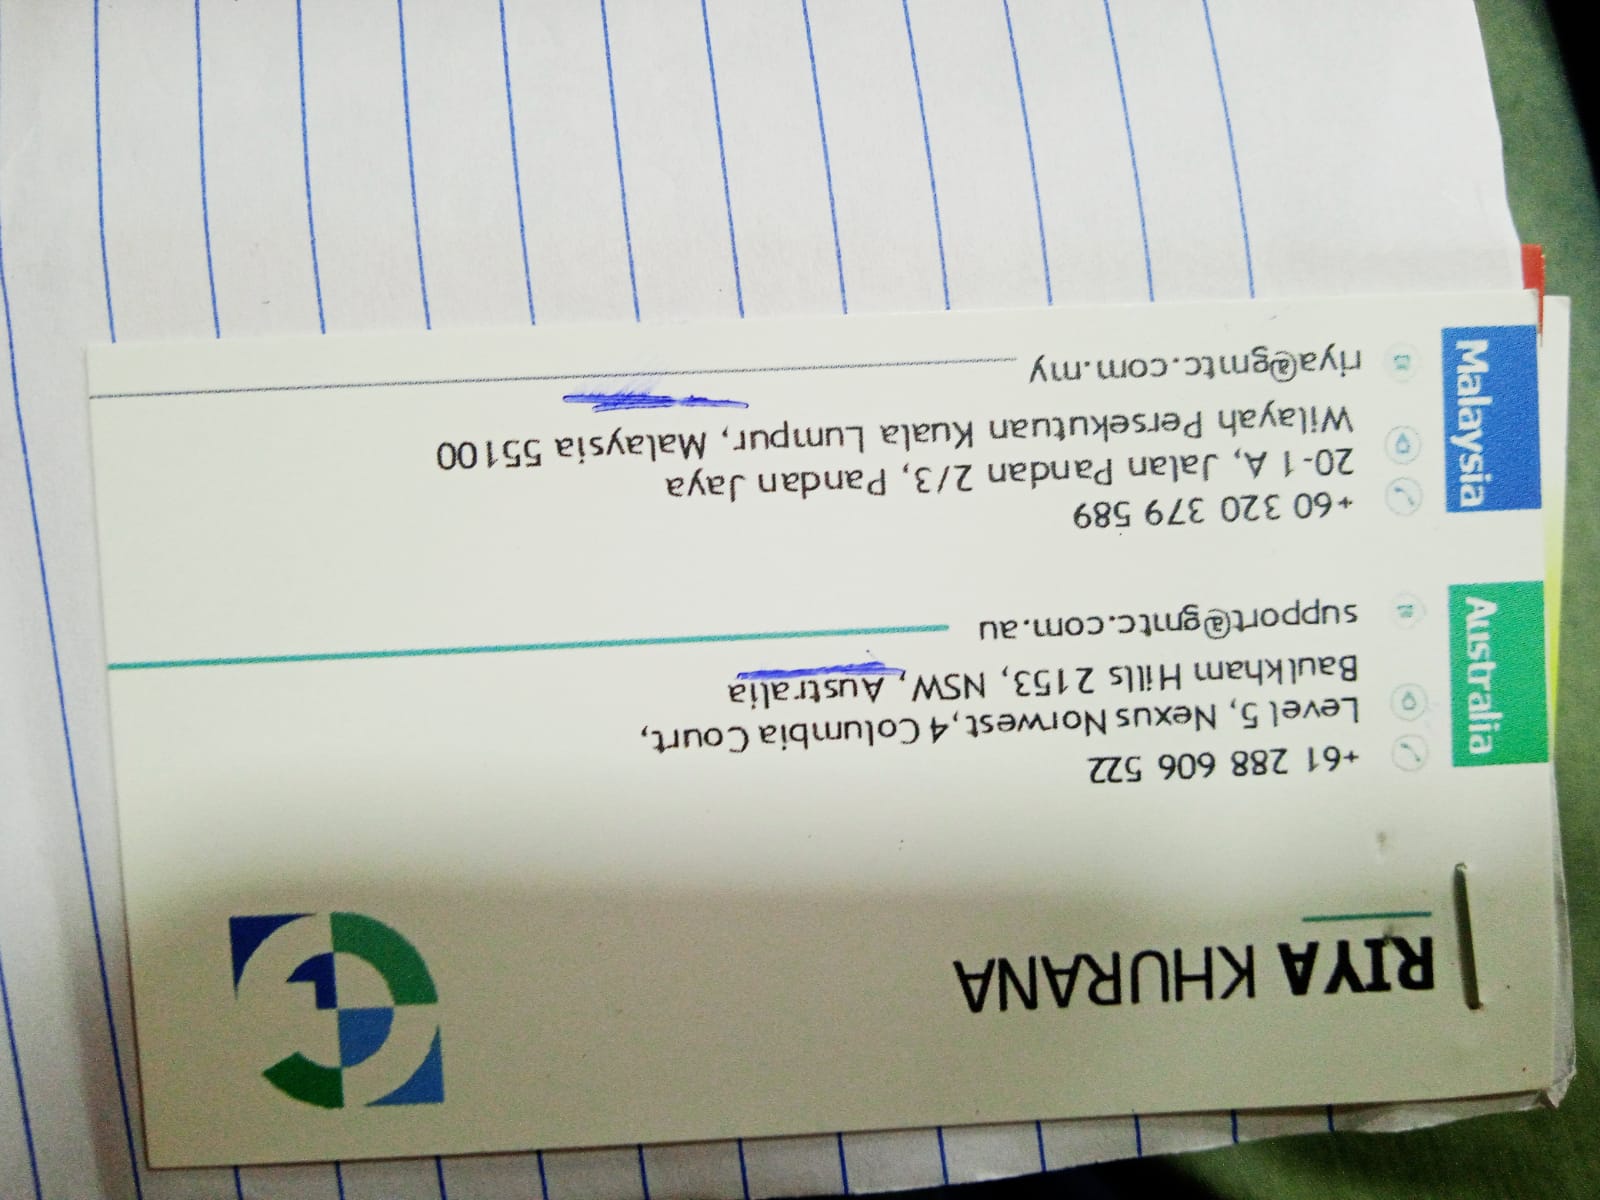 RIYA KHURANA
Australia
+61 288 606 522
Level 5, Nexus Norwest, 4 Columbia Court,
Baulkham Hills 2153, NSW, Australia
support@gmtc.com.au
Malaysia
+60 320 379 589
20-1 A, Jalan Pandan 2/3, Pandan Jaya
Wilayah Persekutuan Kuala Lumpur, Malaysia 55100
riya@gmtc.com.my